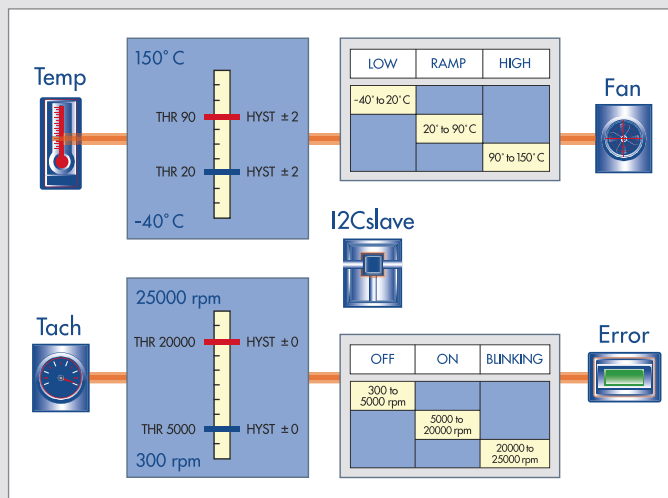 Temp
150° C
THR 90 HYST ± 2
THR 20 HYST ± 2
-40° C
LOW RAMP HIGH
-40° to 20° C
20° to 90° C
90° to 150° C
Fan
I2Cslave
Tach
25000 rpm
THR 20000 HYST ± 0
THR 5000 HYST ± 0
300 rpm
OFF ON BLINKING
300 to
5000 rpm
5000 to
20000 rpm
20000 to
25000 rpm
Error